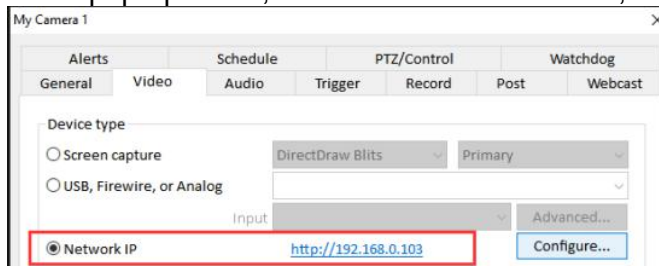 My Camera 1
Alerts Schedule PTZ/Control Watchdog
General Video Audio Trigger Record Post Webcast
Device type
Screen capture DirectDraw Blits Primary
USB, Firewire, or Analog
Input Advanced...
Network IP http://192.168.0.103 Configure...